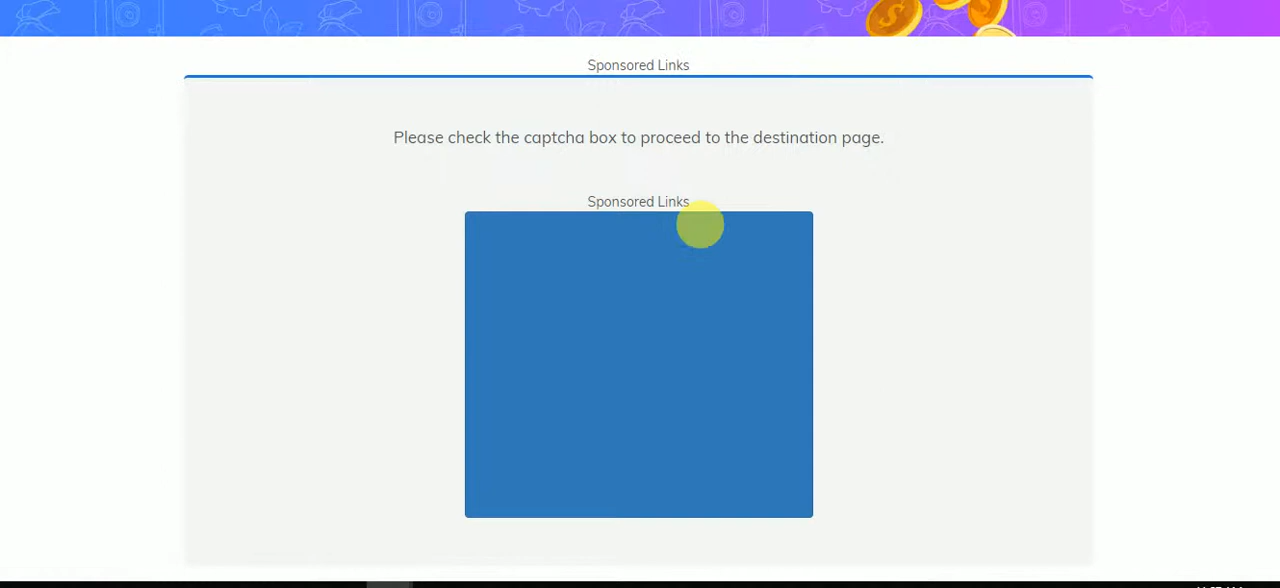 Sponsored Links
Please check the captcha box to proceed to the destination page.
Sponsored Links